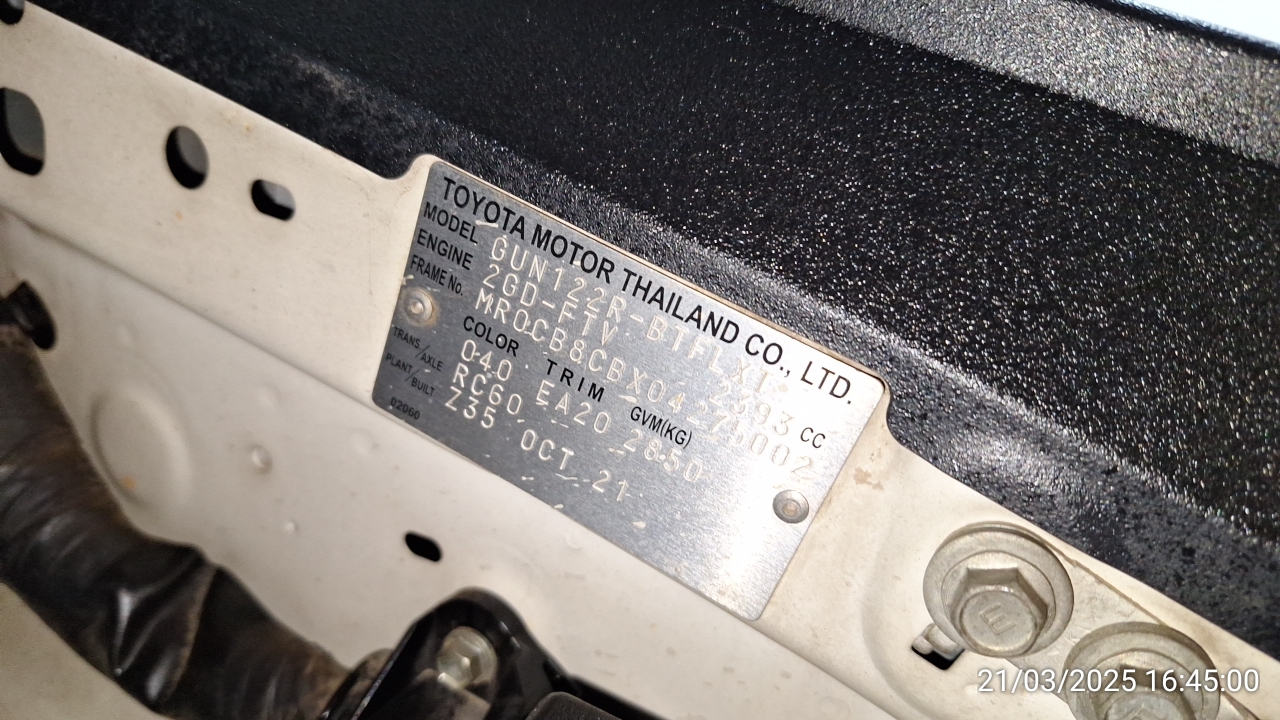 TOYOTA MOTOR THAILAND CO., LTD.
MODEL GUN122R-BTFLXT
ENGINE 2GD-FTV 2393 CC
FRAME No. MR0CB8CBX04
COLOR TRIM GVM(KG)
040 EA20 2850
TRANS/AXLE RC60
PLANT/BUILT Z35 OCT.21
02060
E
21/03/2025 16:45:00